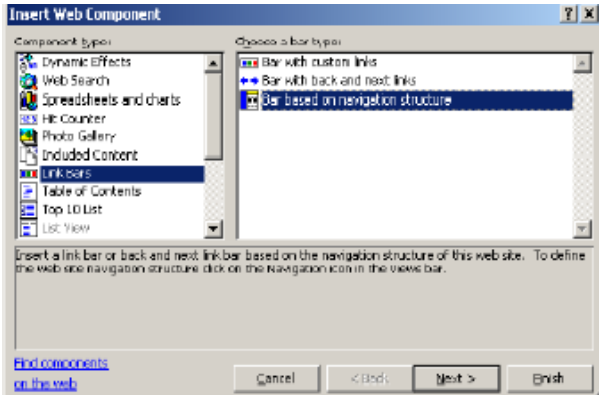 Insert Web Component
Component type:
Choose a bar type:
Dynamic Effects
Web Search
Spreadsheets and charts
Hit Counter
Photo Gallery
Included Content
Link Bars
Table of Contents
Top 10 List
List View
Bar with custom links
Bar with back and next links
Bar based on navigation structure
Insert a link bar or back and next link bar based on the navigation structure of this web site. To define
the web site navigation structure click on the Navigation icon in the Views bar.
Find components
on the web
Cancel
< Back
Next >
Finish